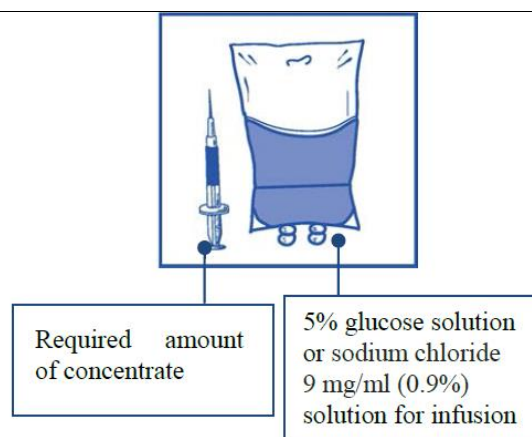 Required amount
of concentrate
5% glucose solution
or sodium chloride
9 mg/ml (0.9%)
solution for infusion